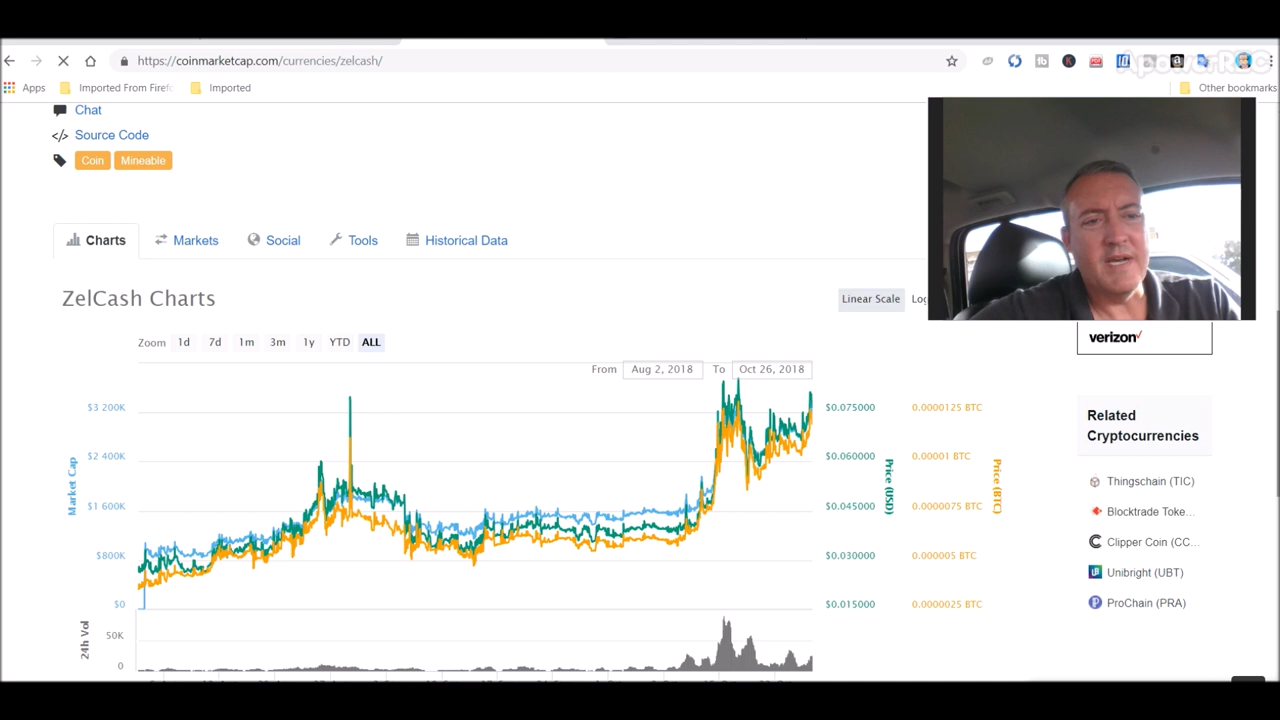 https://coinmarketcap.com/currencies/zelcash/
ApowerREC
Apps
Imported From Firefo
Imported
Other bookmarks
Chat
</> Source Code
Coin
Mineable
Charts
Markets
Social
Tools
Historical Data
ZelCash Charts
Linear Scale
Zoom 1d 7d 1m 3m 1y YTD ALL
From Aug 2, 2018 To Oct 26, 2018
$3 200K
$2 400K
$1 600K
$800K
$0
Market Cap
$0.075000
$0.060000
$0.045000
$0.030000
$0.015000
Price (USD)
0.0000125 BTC
0.00001 BTC
0.0000075 BTC
0.000005 BTC
0.0000025 BTC
Price (BTC)
24h Vol
50K
0
verizon
Related
Cryptocurrencies
Thingschain (TIC)
Blocktrade Toke...
Clipper Coin (CC...
Unibright (UBT)
ProChain (PRA)